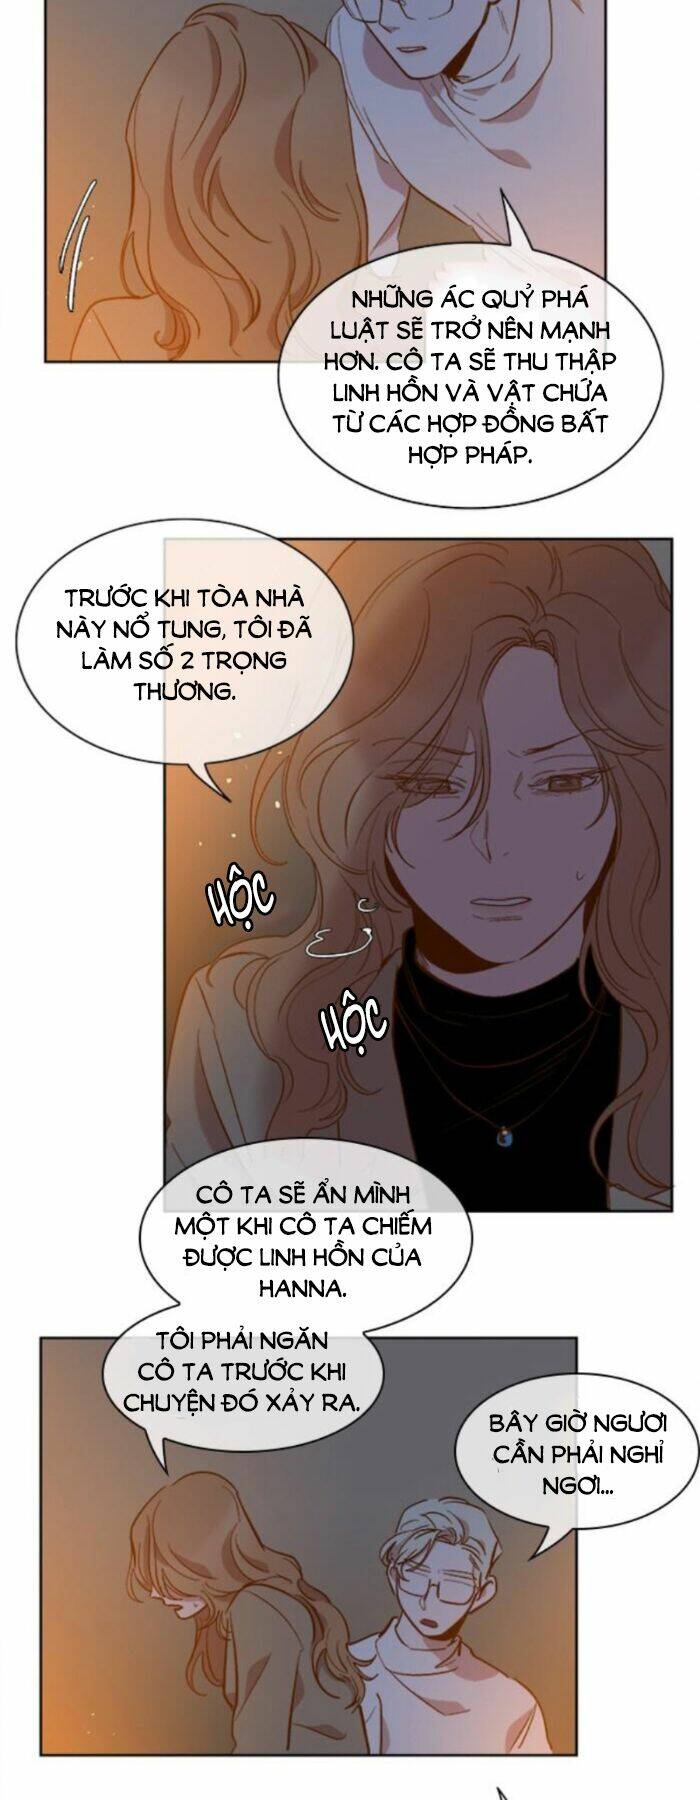 NHỮNG ÁC QUỶ PHÁ
LUẬT SẼ TRỞ NÊN MẠNH
HƠN. CÔ TA SẼ THU THẬP
LINH HỒN VÀ VẬT CHỨA
TỪ CÁC HỢP ĐỒNG BẤT
HỢP PHÁP.
TRƯỚC KHI TÒA NHÀ
NÀY NỔ TUNG, TÔI ĐÃ
LÀM SỐ 2 TRỌNG
THƯƠNG.
HỘC
HỘC
CÔ TA SẼ ẨN MÌNH
MỘT KHI CÔ TA CHIẾM
ĐƯỢC LINH HỒN CỦA
HANNA.
TÔI PHẢI NGĂN
CÔ TA TRƯỚC KHI
CHUYỆN ĐÓ XẢY RA.
BÂY GIỜ NGƯƠI
CẦN PHẢI NGHỈ
NGƠI...